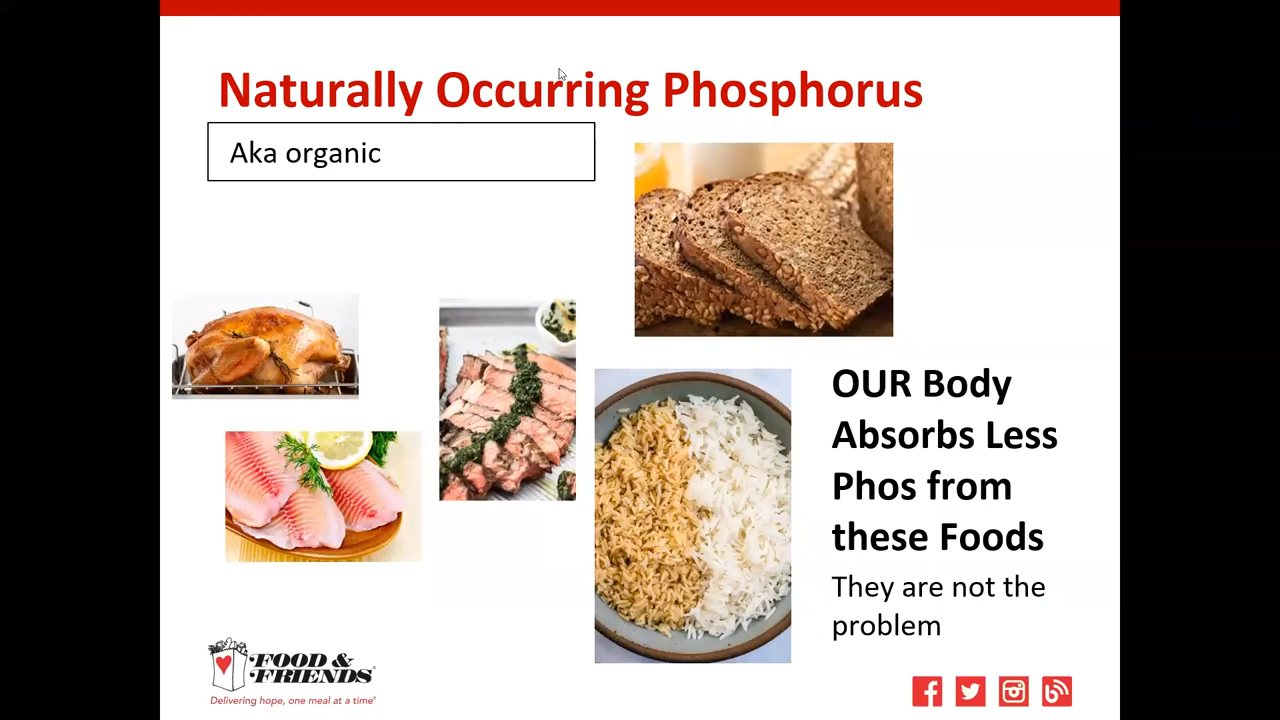 Naturally Occurring Phosphorus
Aka organic
OUR Body
Absorbs Less
Phos from
these Foods
They are not the
problem
FOOD &
FRIENDS®
Delivering hope, one meal at a time®